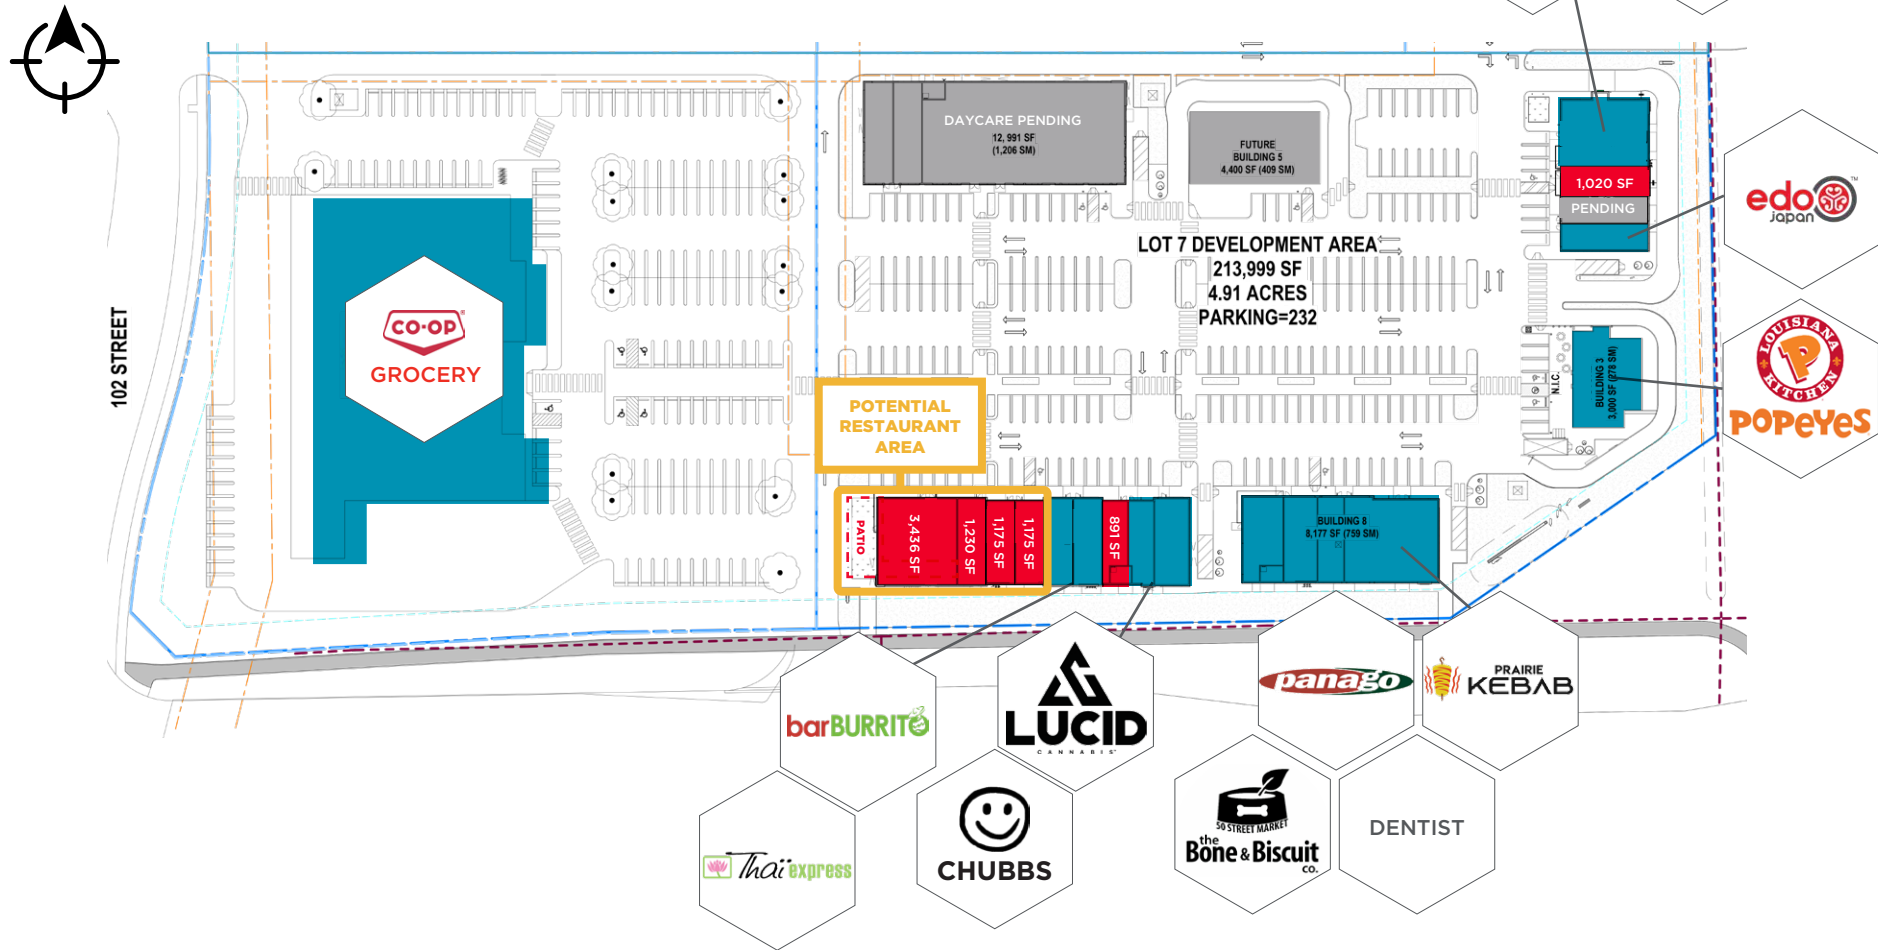 DAYCARE PENDING
12, 991 SF
(1,206 SM)
FUTURE
BUILDING 5
4,400 SF (409 SM)
1,020 SF
PENDING
edo
japan
TM
LOT 7 DEVELOPMENT AREA
213,999 SF
4.91 ACRES
PARKING=232
102 STREET
CO-OP
GROCERY
N.I.C.
BUILDING 3
3,000 SF (278 SM)
LOUISIANA
P
KITCHEN
POPEYES
POTENTIAL
RESTAURANT
AREA
PATIO
3,436 SF
1,230 SF
1,175 SF
1,175 SF
891 SF
BUILDING 8
8,177 SF (759 SM)
barBURRITO
LUCID
CANNABIS
panago
PRAIRIE
KEBAB
Thaï express
CHUBBS
50 STREET MARKET
the
Bone & Biscuit
co.
DENTIST